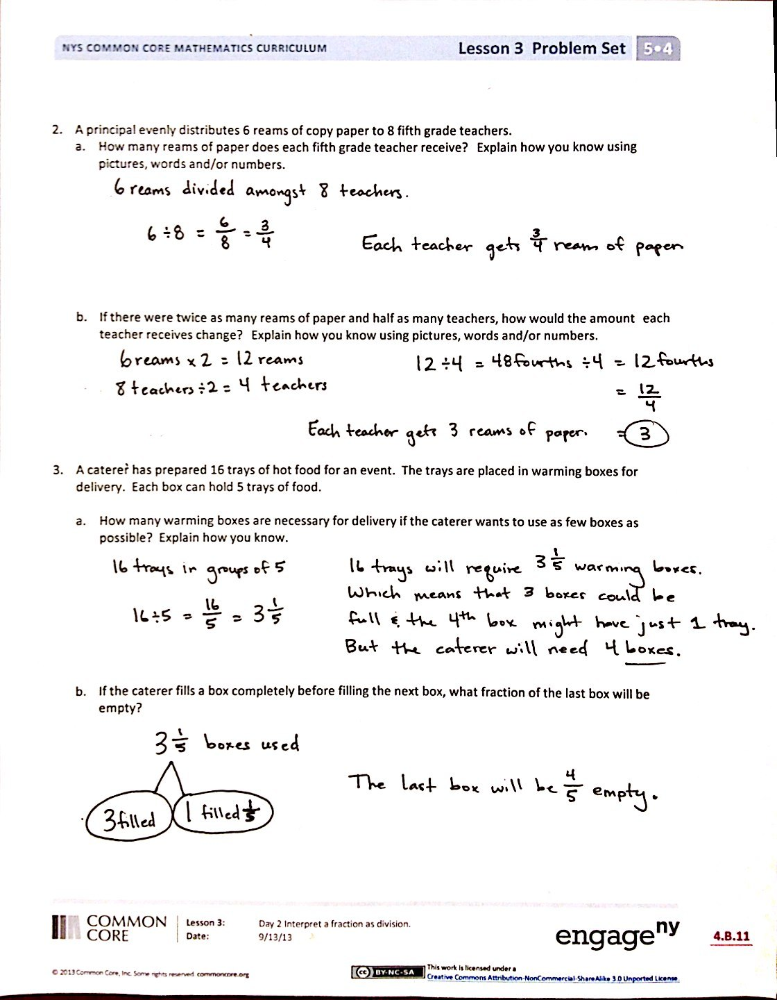 NYS COMMON CORE MATHEMATICS CURRICULUM Lesson 3 Problem Set 5•4
2. A principal evenly distributes 6 reams of copy paper to 8 fifth grade teachers.
a. How many reams of paper does each fifth grade teacher receive? Explain how you know using
pictures, words and/or numbers.
6 reams divided amongst 8 teachers.
6 ÷ 8 = 6/8 = 3/4
Each teacher gets 3/4 ream of paper
b. If there were twice as many reams of paper and half as many teachers, how would the amount each
teacher receives change? Explain how you know using pictures, words and/or numbers.
6 reams x 2 = 12 reams
8 teachers ÷ 2 = 4 teachers
12 ÷ 4 = 48 fourths ÷ 4 = 12 fourths
= 12/4
= 3
Each teacher gets 3 reams of paper.
3. A caterer has prepared 16 trays of hot food for an event. The trays are placed in warming boxes for
delivery. Each box can hold 5 trays of food.
a. How many warming boxes are necessary for delivery if the caterer wants to use as few boxes as
possible? Explain how you know.
16 trays in groups of 5
16 ÷ 5 = 16/5 = 3 1/5
16 trays will require 3 1/5 warming boxes.
Which means that 3 boxes could be
full & the 4th box might have just 1 tray.
But the caterer will need 4 boxes.
b. If the caterer fills a box completely before filling the next box, what fraction of the last box will be
empty?
3 1/5 boxes used
3 filled
1 filled 1/5
The last box will be 4/5 empty.
COMMON
CORE
Lesson 3: Day 2 Interpret a fraction as division.
Date: 9/13/13
engage ny
4.B.11
© 2013 Common Core, Inc. Some rights reserved. commoncore.org
cc BY-NC-SA
This work is licensed under a
Creative Commons Attribution-NonCommercial-ShareAlike 3.0 Unported License.